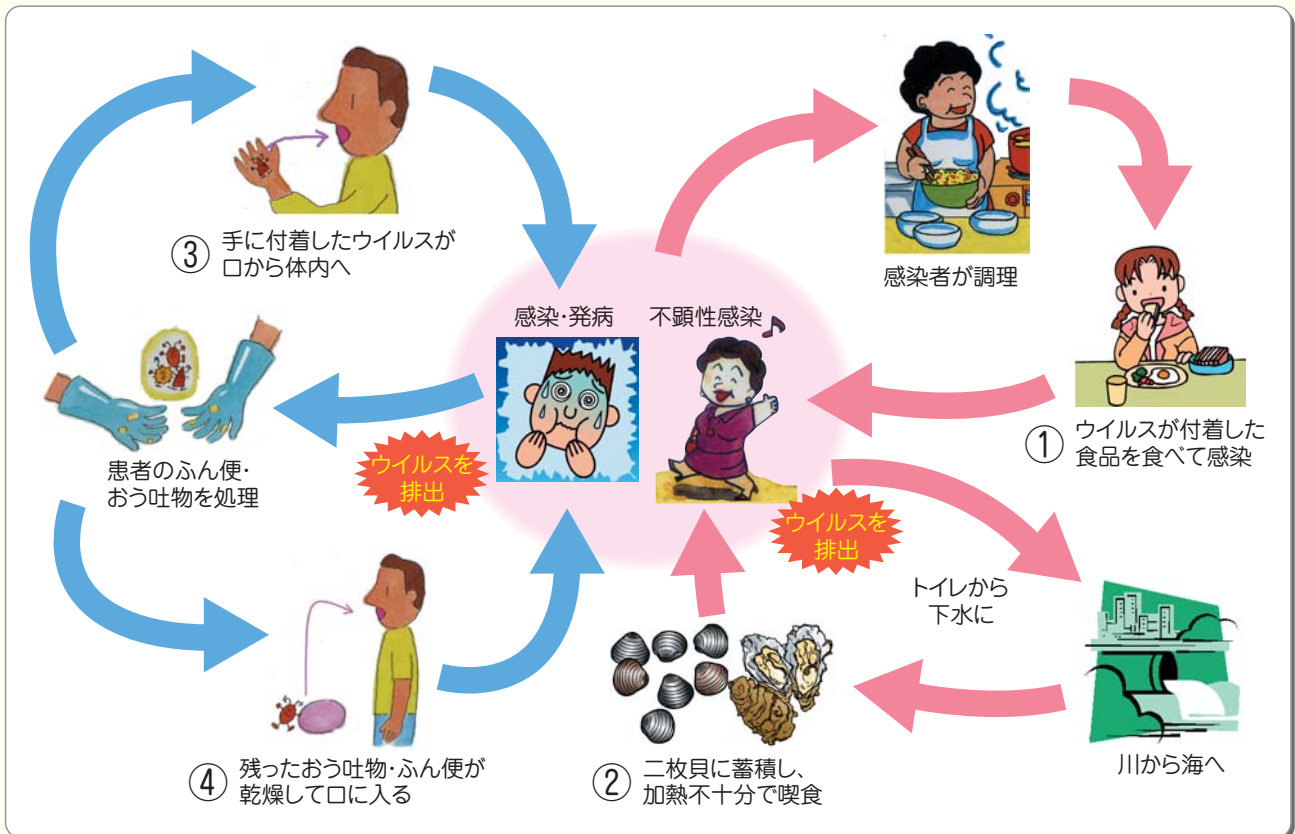 ③ 手に付着したウイルスが
口から体内へ
感染者が調理
感染・発病
不顕性感染
① ウイルスが付着した
食品を食べて感染
患者のふん便・
おう吐物を処理
ウイルスを
排出
ウイルスを
排出
トイレから
下水に
④ 残ったおう吐物・ふん便が
乾燥して口に入る
② 二枚貝に蓄積し、
加熱不十分で喫食
川から海へ